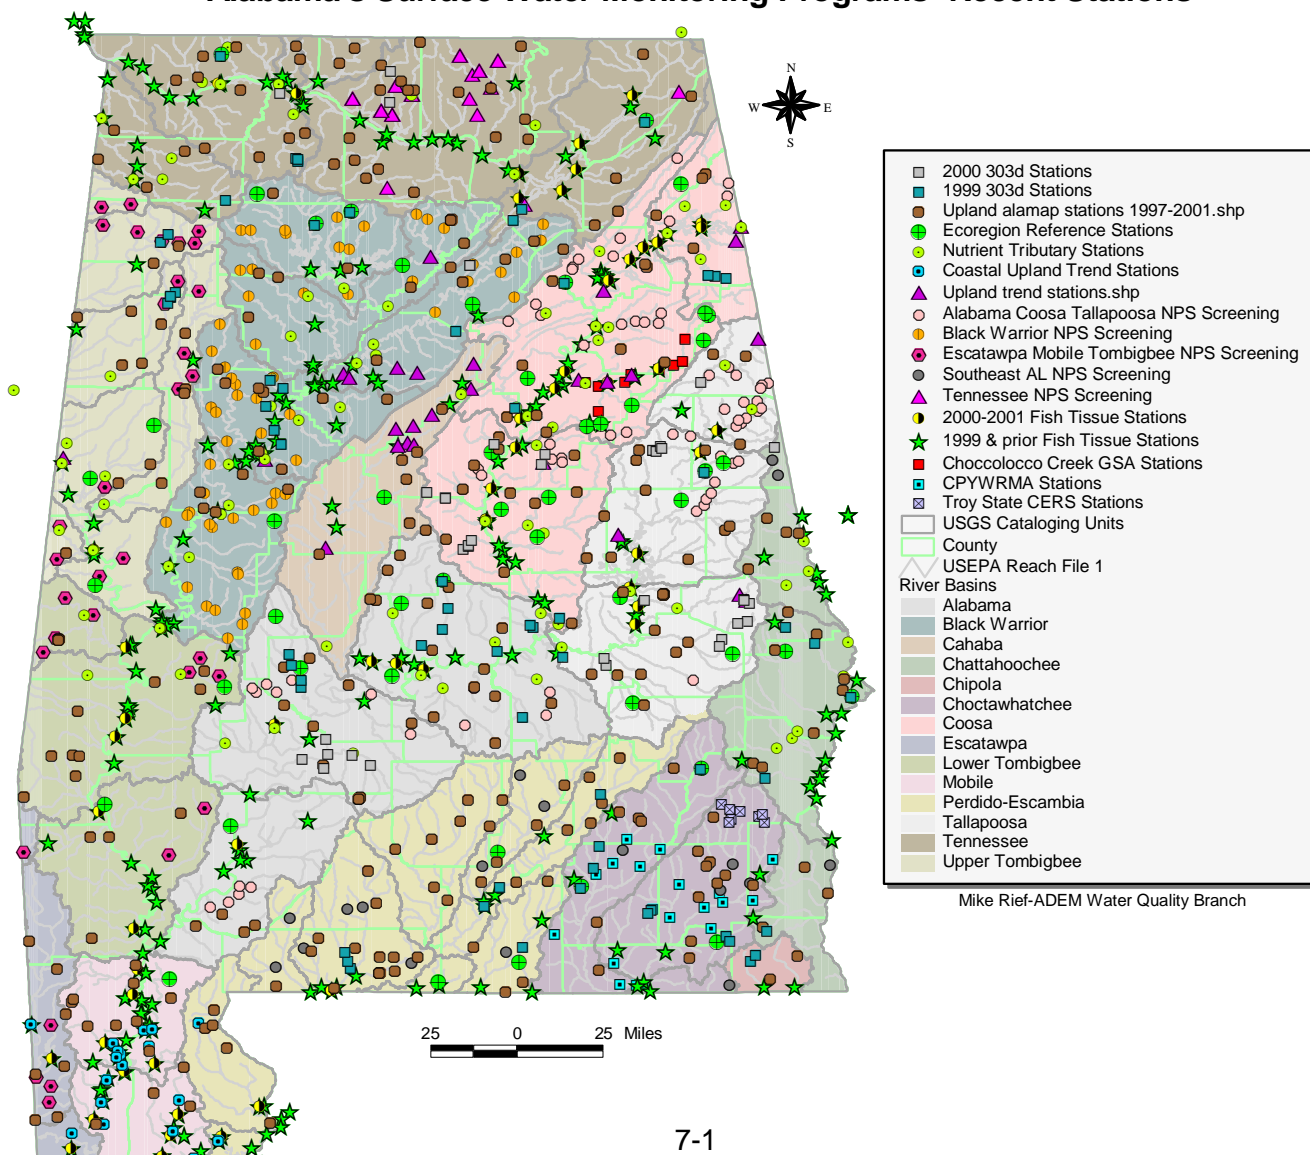 Alabama's Surface Water Monitoring Programs- Recent Stations
N
W
E
S
2000 303d Stations
1999 303d Stations
Upland alamap stations 1997-2001.shp
Ecoregion Reference Stations
Nutrient Tributary Stations
Coastal Upland Trend Stations
Upland trend stations.shp
Alabama Coosa Tallapoosa NPS Screening
Black Warrior NPS Screening
Escatawpa Mobile Tombigbee NPS Screening
Southeast AL NPS Screening
Tennessee NPS Screening
2000-2001 Fish Tissue Stations
1999 & prior Fish Tissue Stations
Choccolocco Creek GSA Stations
CPYWRMA Stations
Troy State CERS Stations
USGS Cataloging Units
County
USEPA Reach File 1
River Basins
Alabama
Black Warrior
Cahaba
Chattahoochee
Chipola
Choctawhatchee
Coosa
Escatawpa
Lower Tombigbee
Mobile
Perdido-Escambia
Tallapoosa
Tennessee
Upper Tombigbee
Mike Rief-ADEM Water Quality Branch
25 0 25 Miles
7-1